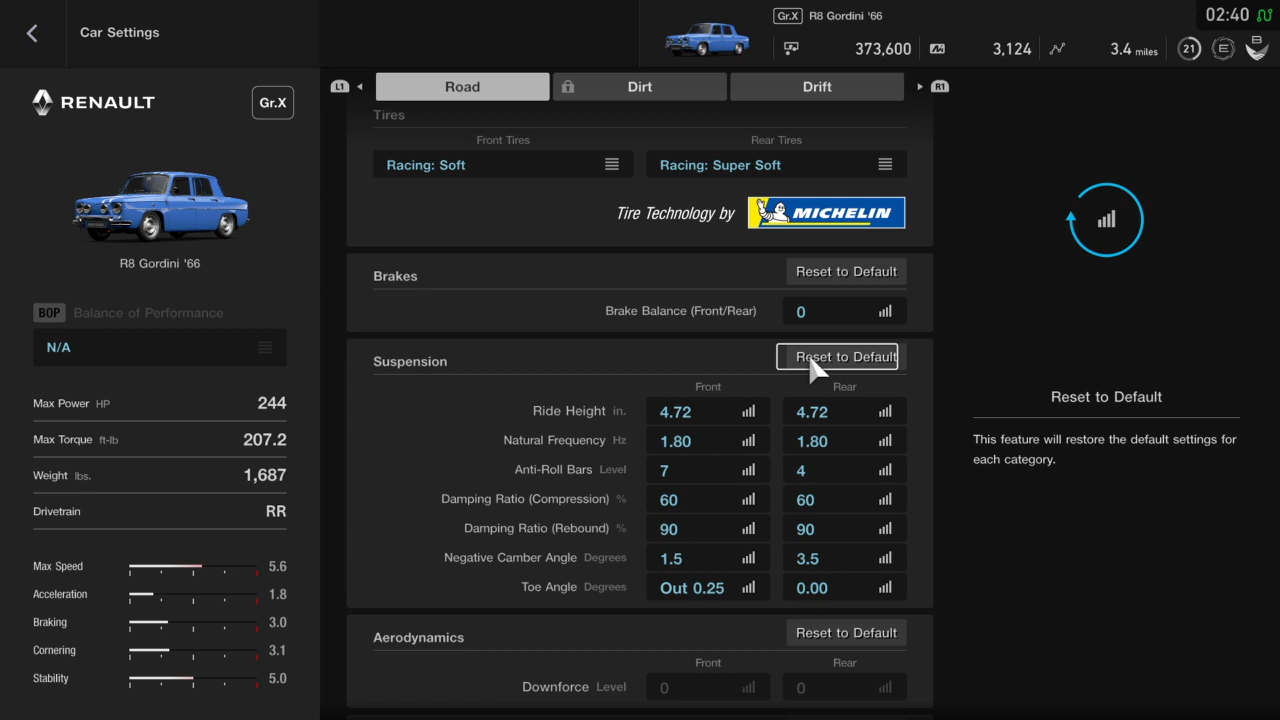 Car Settings
Gr.X R8 Gordini '66
373,600 3,124 3.4 miles 21 E B
02:40
RENAULT
Gr.X
R8 Gordini '66
BOP Balance of Performance
N/A
Max Power HP 244
Max Torque ft-lb 207.2
Weight lbs. 1,687
Drivetrain RR
Max Speed 5.6
Acceleration 1.8
Braking 3.0
Cornering 3.1
Stability 5.0
L1 Road Dirt Drift R1
Tires
Front Tires Rear Tires
Racing: Soft Racing: Super Soft
Tire Technology by MICHELIN
Brakes Reset to Default
Brake Balance (Front/Rear) 0
Suspension Reset to Default
Front Rear
Ride Height in. 4.72 4.72
Natural Frequency Hz 1.80 1.80
Anti-Roll Bars Level 7 4
Damping Ratio (Compression) % 60 60
Damping Ratio (Rebound) % 90 90
Negative Camber Angle Degrees 1.5 3.5
Toe Angle Degrees Out 0.25 0.00
Aerodynamics Reset to Default
Front Rear
Downforce Level 0 0
Reset to Default
This feature will restore the default settings for
each category.